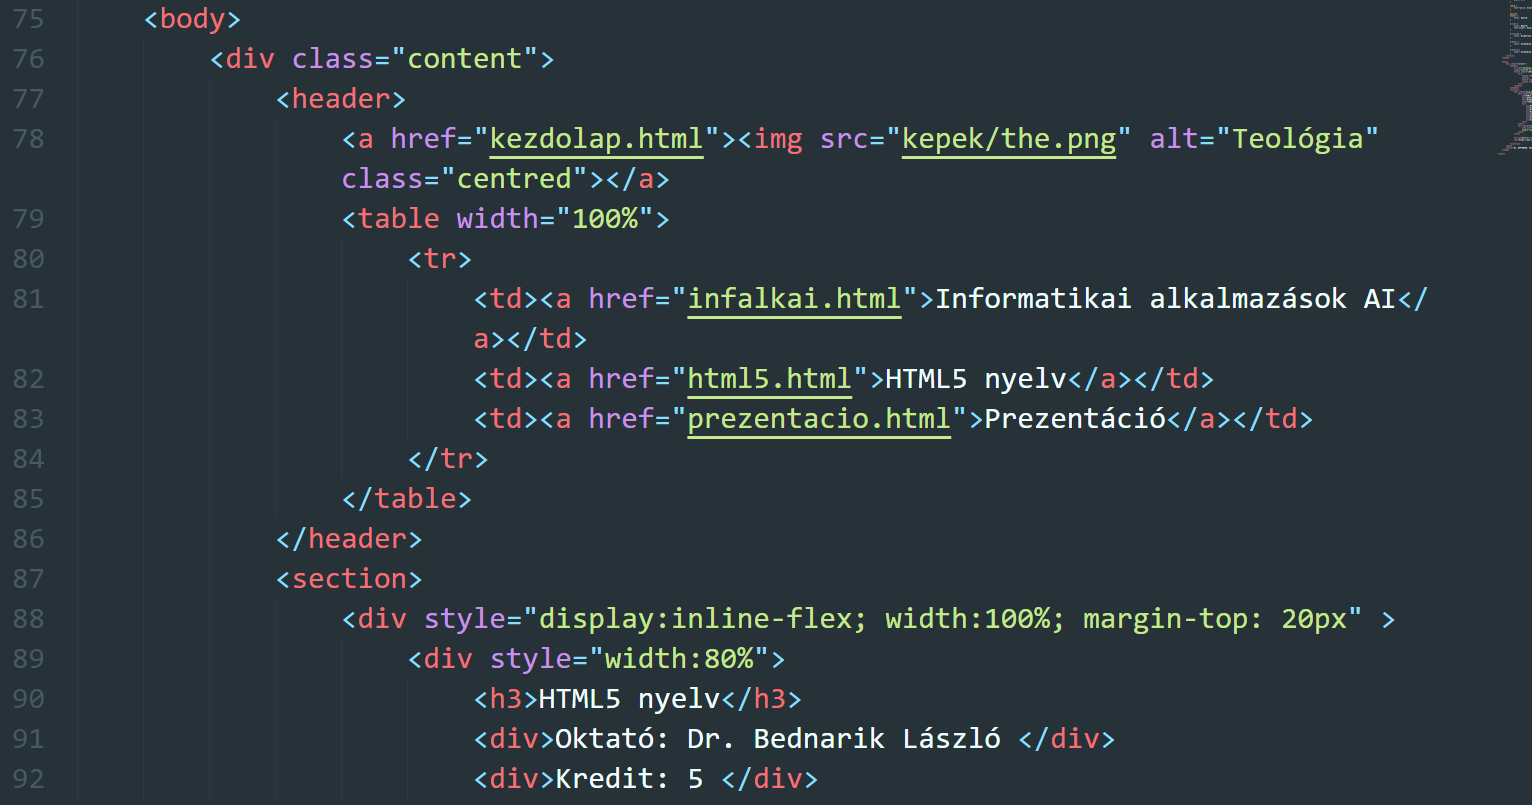 75 <body>
76 <div class="content">
77 <header>
78 <a href="kezdolap.html"><img src="kepek/the.png" alt="Teológia"
class="centred"></a>
79 <table width="100%">
80 <tr>
81 <td><a href="infalkai.html">Informatikai alkalmazások AI</
a></td>
82 <td><a href="html5.html">HTML5 nyelv</a></td>
83 <td><a href="prezentacio.html">Prezentáció</a></td>
84 </tr>
85 </table>
86 </header>
87 <section>
88 <div style="display:inline-flex; width:100%; margin-top: 20px" >
89 <div style="width:80%">
90 <h3>HTML5 nyelv</h3>
91 <div>Oktató: Dr. Bednarik László </div>
92 <div>Kredit: 5 </div>